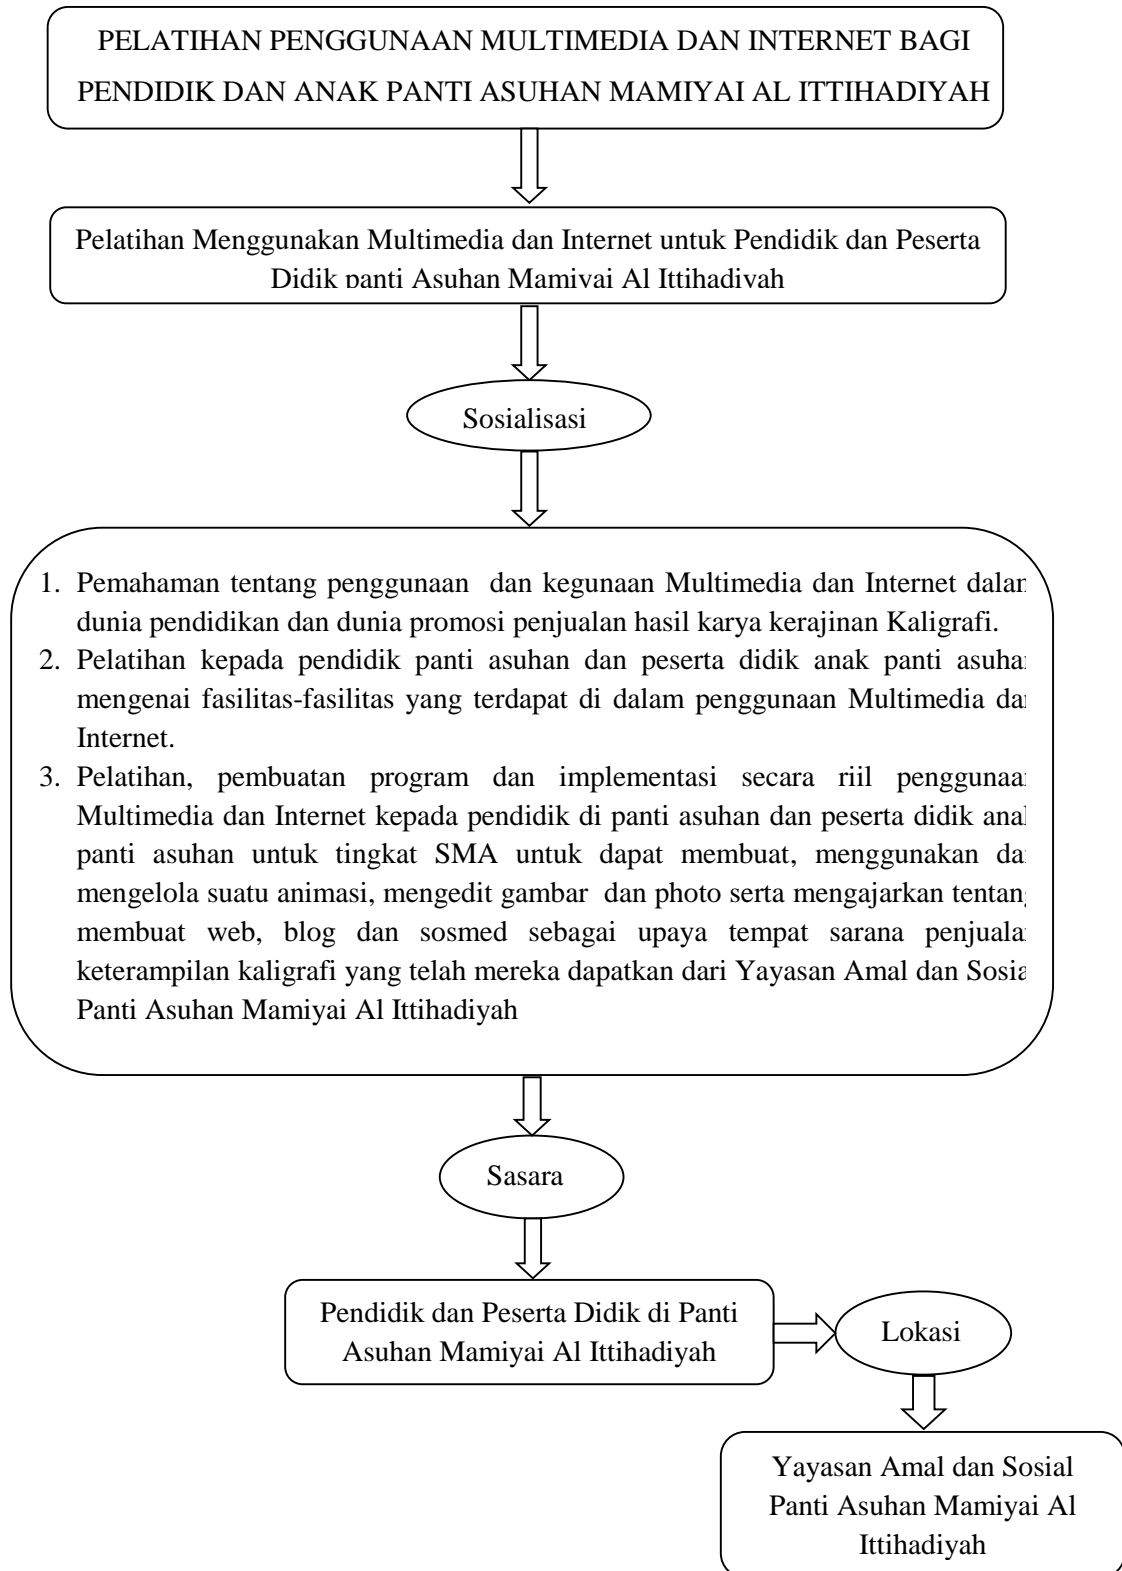 PELATIHAN PENGGUNAAN MULTIMEDIA DAN INTERNET BAGI
PENDIDIK DAN ANAK PANTI ASUHAN MAMIYAI AL ITTIHADIYAH
Pelatihan Menggunakan Multimedia dan Internet untuk Pendidik dan Peserta
Didik panti Asuhan Mamiyai Al Ittihadiyah
Sosialisasi
1. Pemahaman tentang penggunaan dan kegunaan Multimedia dan Internet dalam
dunia pendidikan dan dunia promosi penjualan hasil karya kerajinan Kaligrafi.
2. Pelatihan kepada pendidik panti asuhan dan peserta didik anak panti asuhan
mengenai fasilitas-fasilitas yang terdapat di dalam penggunaan Multimedia dan
Internet.
3. Pelatihan, pembuatan program dan implementasi secara riil penggunaan
Multimedia dan Internet kepada pendidik di panti asuhan dan peserta didik anak
panti asuhan untuk tingkat SMA untuk dapat membuat, menggunakan dan
mengelola suatu animasi, mengedit gambar dan photo serta mengajarkan tentang
membuat web, blog dan sosmed sebagai upaya tempat sarana penjualan
keterampilan kaligrafi yang telah mereka dapatkan dari Yayasan Amal dan Sosial
Panti Asuhan Mamiyai Al Ittihadiyah
Sasara
Pendidik dan Peserta Didik di Panti
Asuhan Mamiyai Al Ittihadiyah
Lokasi
Yayasan Amal dan Sosial
Panti Asuhan Mamiyai Al
Ittihadiyah